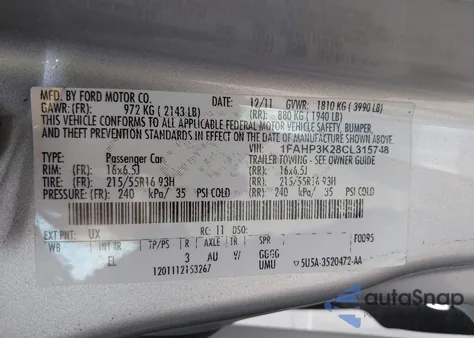 MFD. BY FORD MOTOR CO.
DATE: 12/11 GVWR: 1810 KG ( 3990 LB)
GAWR: (FR): 972 KG ( 2143 LB) (RR): 880 KG ( 1940 LB)
THIS VEHICLE CONFORMS TO ALL APPLICABLE FEDERAL MOTOR VEHICLE SAFETY, BUMPER,
AND THEFT PREVENTION STANDARDS IN EFFECT ON THE DATE OF MANUFACTURE SHOWN ABOVE.
VIN: 1FAHP3K28CL315748
TYPE: Passenger Car TRAILER TOWING - SEE OWNER GUIDE
RIM: (FR): 16x6.5J (RR): 16x6.5J
TIRE: (FR): 215/55R16 93H (RR): 215/55R16 93H
PRESSURE: (FR): 240 kPa/ 35 PSI COLD (RR): 240 kPa/ 35 PSI COLD
EXT PNT: UX RC: 11 DSO: F0095
WB INT TR TP/PS R AXLE TR SPR
EL 3 AU W GGGG
1201112153267 UMU 5U5A-3520472-AA
autoSnap